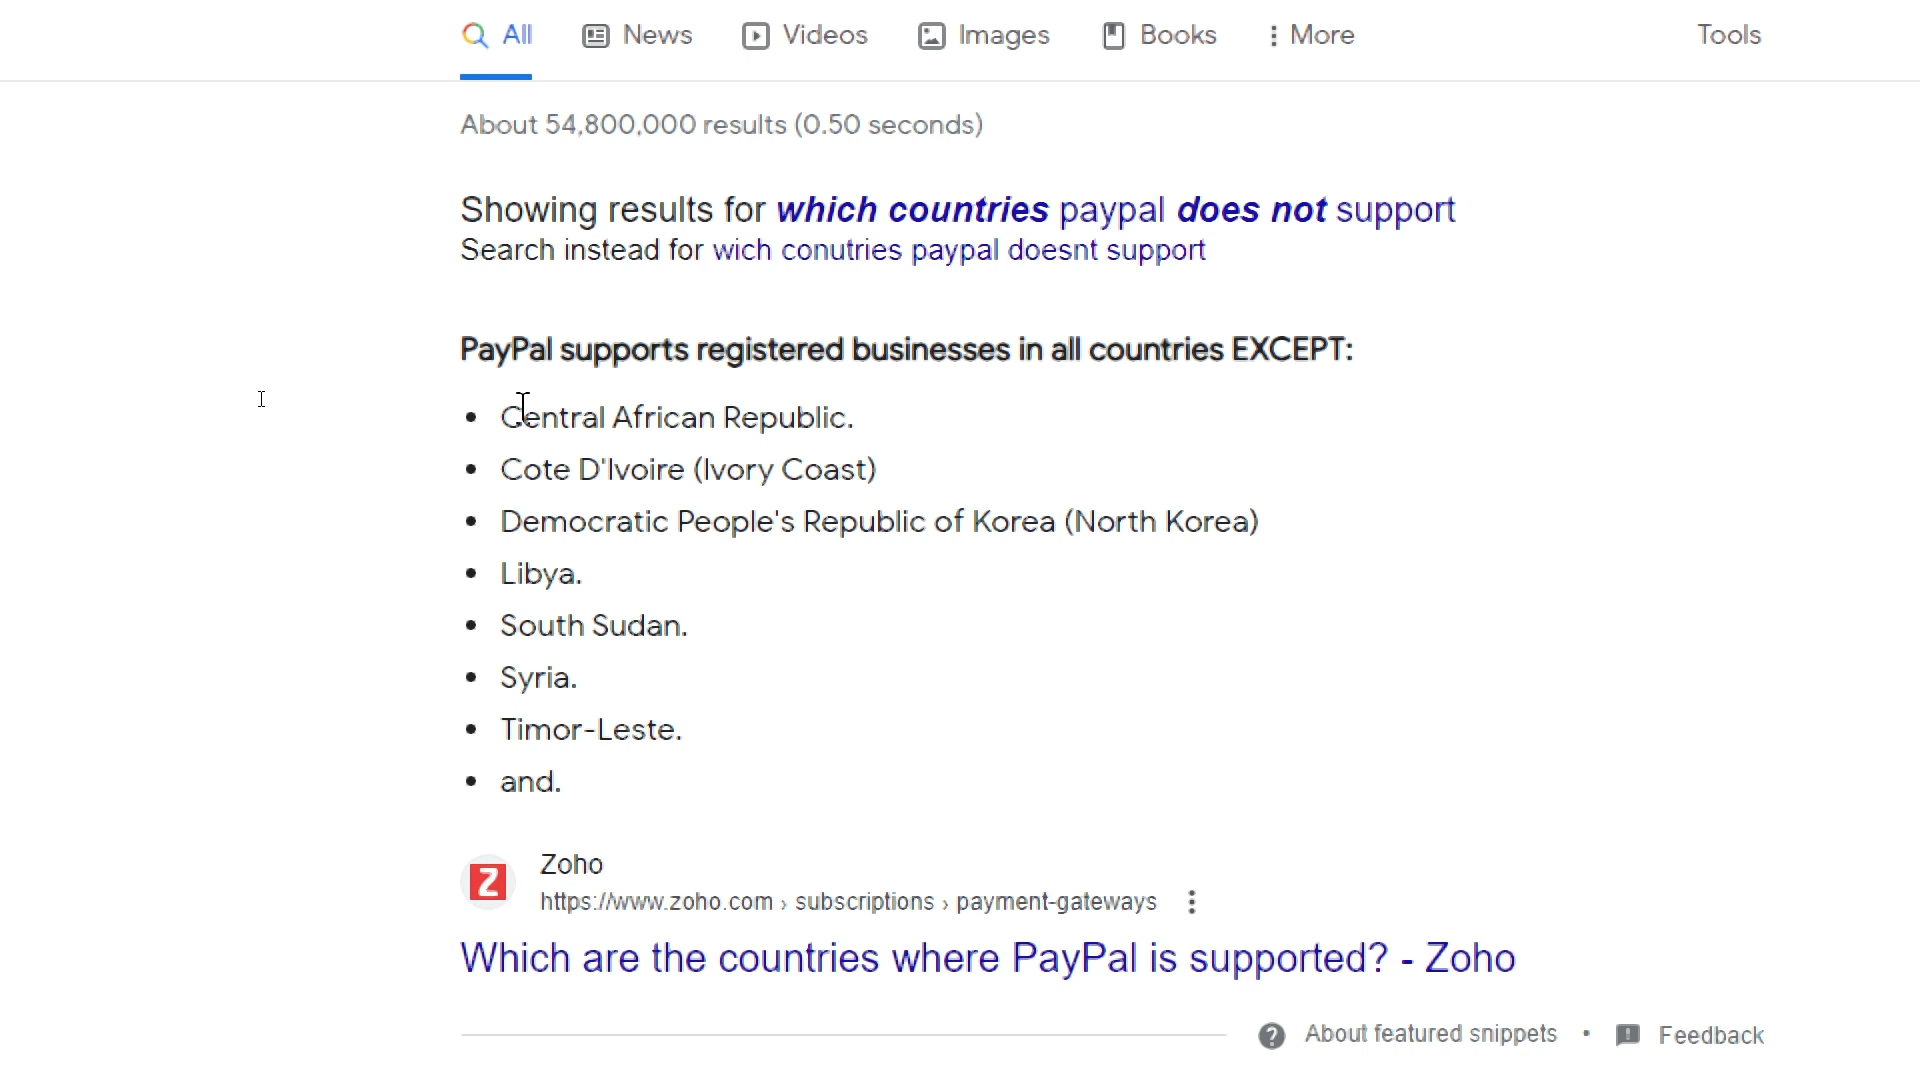 All News Videos Images Books More Tools
About 54,800,000 results (0.50 seconds)
Showing results for which countries paypal does not support
Search instead for wich conutries paypal doesnt support
PayPal supports registered businesses in all countries EXCEPT:
• Central African Republic.
• Cote D'Ivoire (Ivory Coast)
• Democratic People's Republic of Korea (North Korea)
• Libya.
• South Sudan.
• Syria.
• Timor-Leste.
• and.
Z
Zoho
https://www.zoho.com › subscriptions › payment-gateways
Which are the countries where PayPal is supported? - Zoho
About featured snippets • Feedback